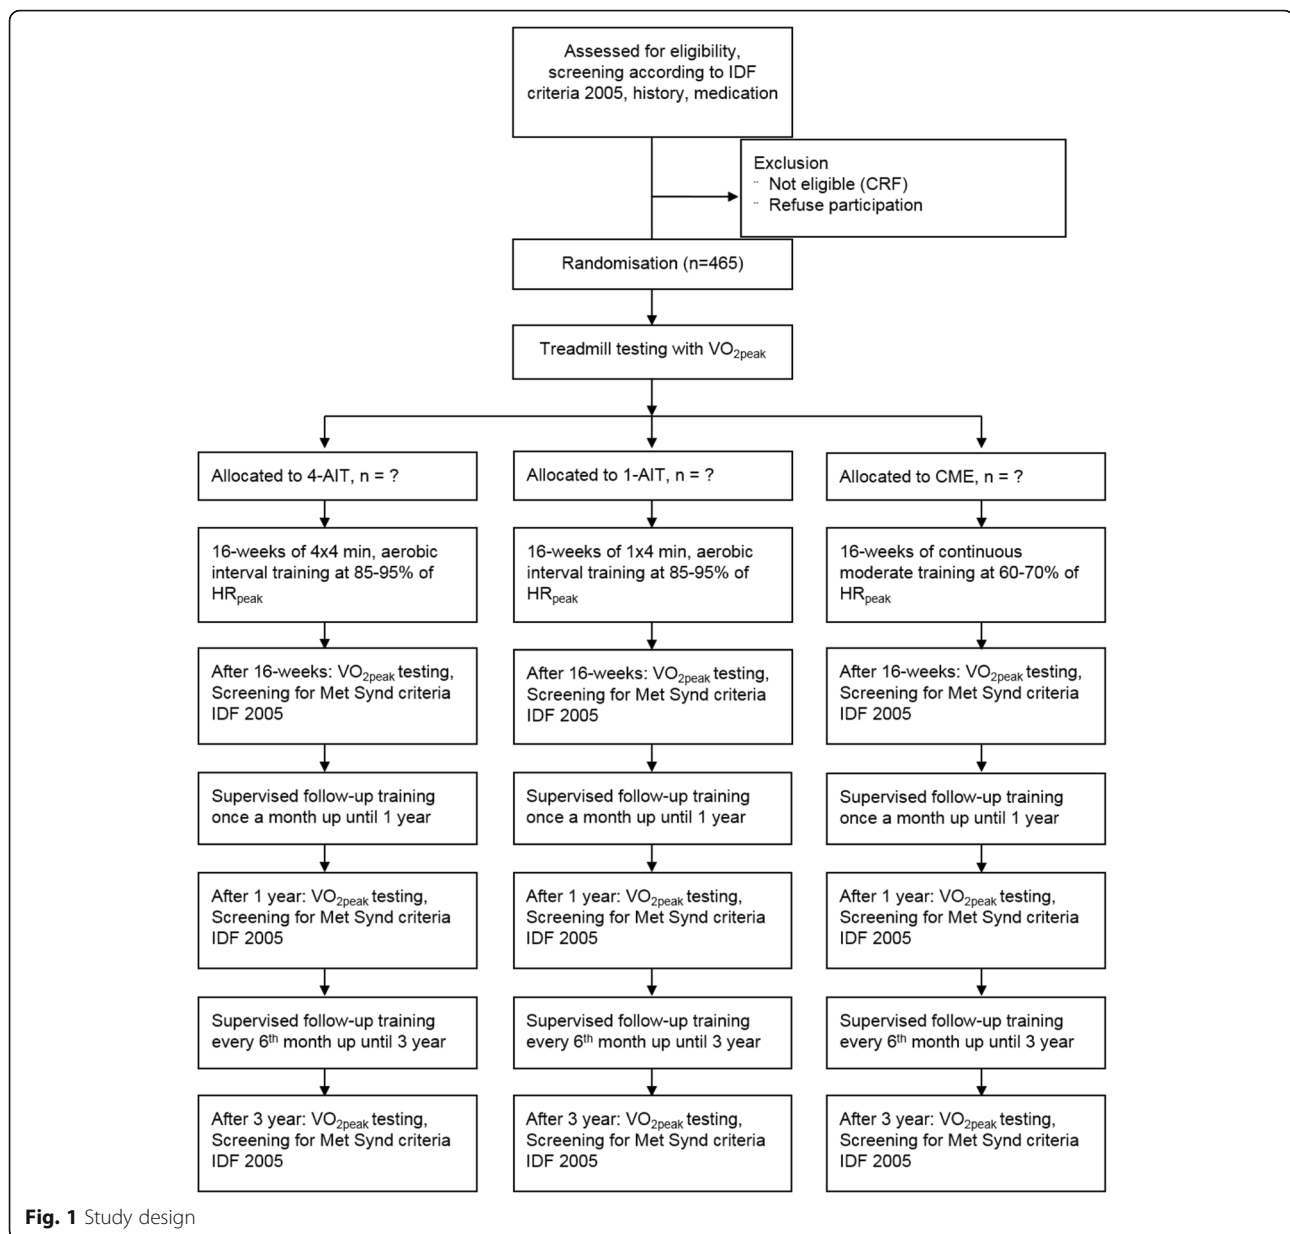 Assessed for eligibility,
screening according to IDF
criteria 2005, history, medication
Exclusion
¨ Not eligible (CRF)
¨ Refuse participation
Randomisation (n=465)
Treadmill testing with VO2peak
Allocated to 4-AIT, n = ?
16-weeks of 4x4 min, aerobic
interval training at 85-95% of
HRpeak
After 16-weeks: VO2peak testing,
Screening for Met Synd criteria
IDF 2005
Supervised follow-up training
once a month up until 1 year
After 1 year: VO2peak testing,
Screening for Met Synd criteria
IDF 2005
Supervised follow-up training
every 6th month up until 3 year
After 3 year: VO2peak testing,
Screening for Met Synd criteria
IDF 2005
Allocated to 1-AIT, n = ?
16-weeks of 1x4 min, aerobic
interval training at 85-95% of
HRpeak
After 16-weeks: VO2peak testing,
Screening for Met Synd criteria
IDF 2005
Supervised follow-up training
once a month up until 1 year
After 1 year: VO2peak testing,
Screening for Met Synd criteria
IDF 2005
Supervised follow-up training
every 6th month up until 3 year
After 3 year: VO2peak testing,
Screening for Met Synd criteria
IDF 2005
Allocated to CME, n = ?
16-weeks of continuous
moderate training at 60-70% of
HRpeak
After 16-weeks: VO2peak testing,
Screening for Met Synd criteria
IDF 2005
Supervised follow-up training
once a month up until 1 year
After 1 year: VO2peak testing,
Screening for Met Synd criteria
IDF 2005
Supervised follow-up training
every 6th month up until 3 year
After 3 year: VO2peak testing,
Screening for Met Synd criteria
IDF 2005
Fig. 1 Study design